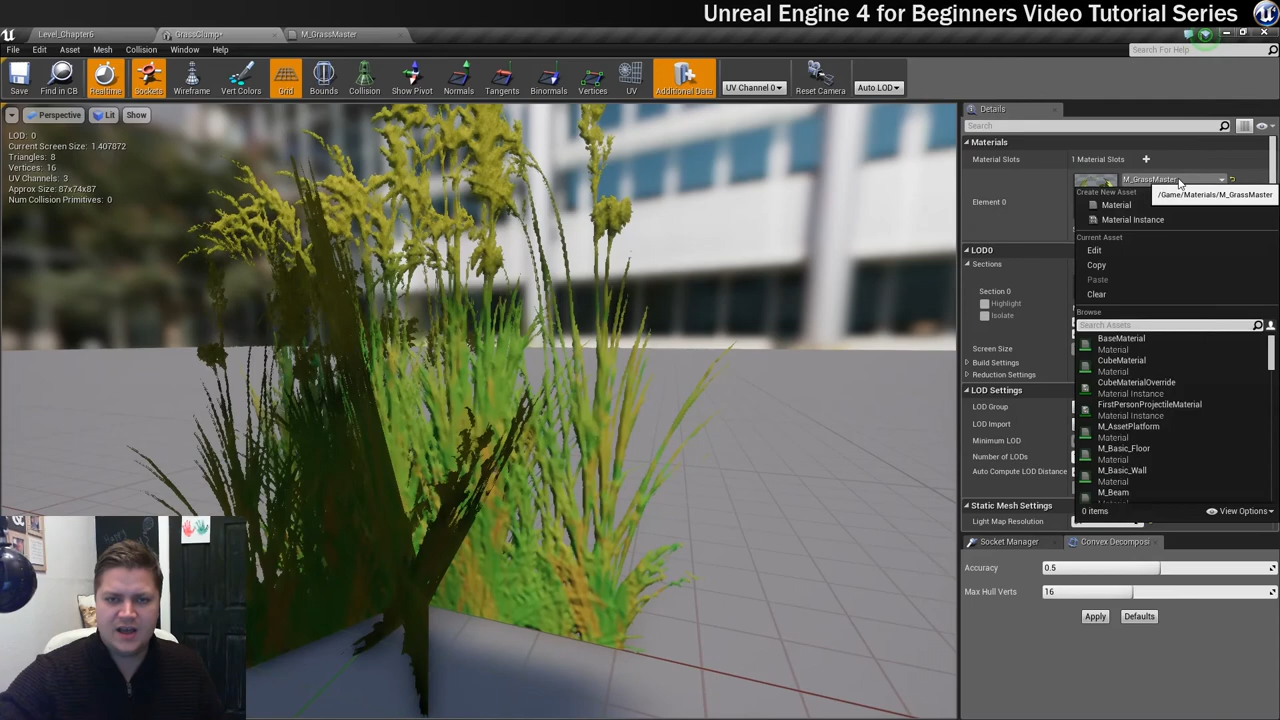 Unreal Engine 4 for Beginners Video Tutorial Series
Level_Chapter6
GrassClump*
M_GrassMaster
File
Edit
Asset
Mesh
Collision
Window
Help
Search For Help
Save
Find in CB
Realtime
Sockets
Wireframe
Vert Colors
Grid
Bounds
Collision
Show Pivot
Normals
Tangents
Binormals
Vertices
UV
Additional Data
UV Channel 0
Reset Camera
Auto LOD
Perspective
Lit
Show
LOD: 0
Current Screen Size: 1.407872
Triangles: 8
Vertices: 16
UV Channels: 3
Approx Size: 87x74x87
Num Collision Primitives: 0
Details
Search
Materials
Material Slots
1 Material Slots
Element 0
M_GrassMaster
/Game/Materials/M_GrassMaster
Create New Asset
Material
Material Instance
Current Asset
Edit
Copy
Paste
Clear
Browse
Search Assets
BaseMaterial
Material
CubeMaterial
Material
CubeMaterialOverride
Material Instance
FirstPersonProjectileMaterial
Material Instance
M_AssetPlatform
Material
M_Basic_Floor
Material
M_Basic_Wall
Material
M_Beam
0 items
View Options
LOD0
Sections
Section 0
Highlight
Isolate
Screen Size
Build Settings
Reduction Settings
LOD Settings
LOD Group
LOD Import
Minimum LOD
Number of LODs
Auto Compute LOD Distance
Static Mesh Settings
Light Map Resolution
Socket Manager
Convex Decomposi
Accuracy
0.5
Max Hull Verts
16
Apply
Defaults